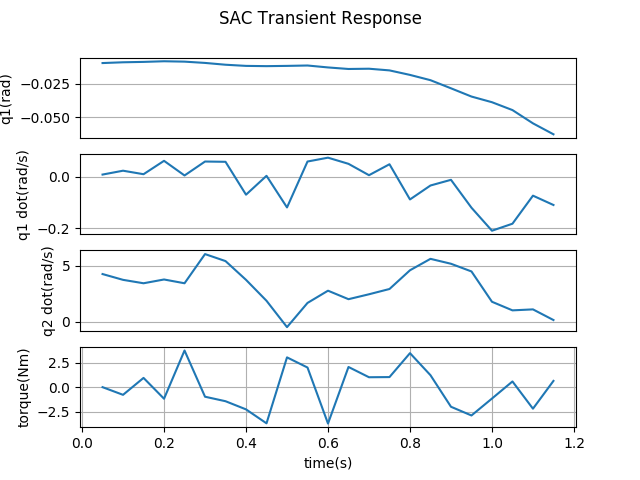 SAC Transient Response
q1(rad)
−0.025
−0.050
q1 dot(rad/s)
0.0
−0.2
q2 dot(rad/s)
5
0
torque(Nm)
2.5
0.0
−2.5
0.0 0.2 0.4 0.6 0.8 1.0 1.2
time(s)